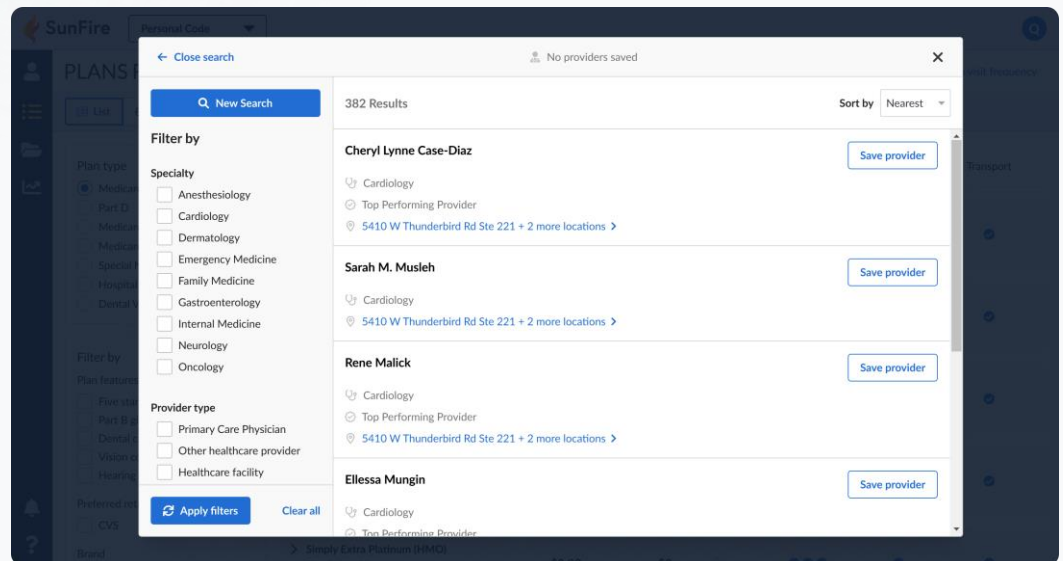 SunFire
Personal Code
← Close search
No providers saved
PLANS
New Search
382 Results
Sort by Nearest
List
Filter by
Specialty
Anesthesiology
Cardiology
Dermatology
Emergency Medicine
Family Medicine
Gastroenterology
Internal Medicine
Neurology
Oncology
Provider type
Primary Care Physician
Other healthcare provider
Healthcare facility
Apply filters
Clear all
Cheryl Lynne Case-Diaz
Save provider
Cardiology
Top Performing Provider
5410 W Thunderbird Rd Ste 221 + 2 more locations >
Sarah M. Musleh
Save provider
Cardiology
5410 W Thunderbird Rd Ste 221 + 2 more locations >
Rene Malick
Save provider
Cardiology
Top Performing Provider
5410 W Thunderbird Rd Ste 221 + 2 more locations >
Ellessa Mungin
Save provider
Cardiology
Top Performing Provider
Plan type
Part D
Filter by
Plan features
CVS
Brand
Transport
Simply Extra Platinum (HMO)